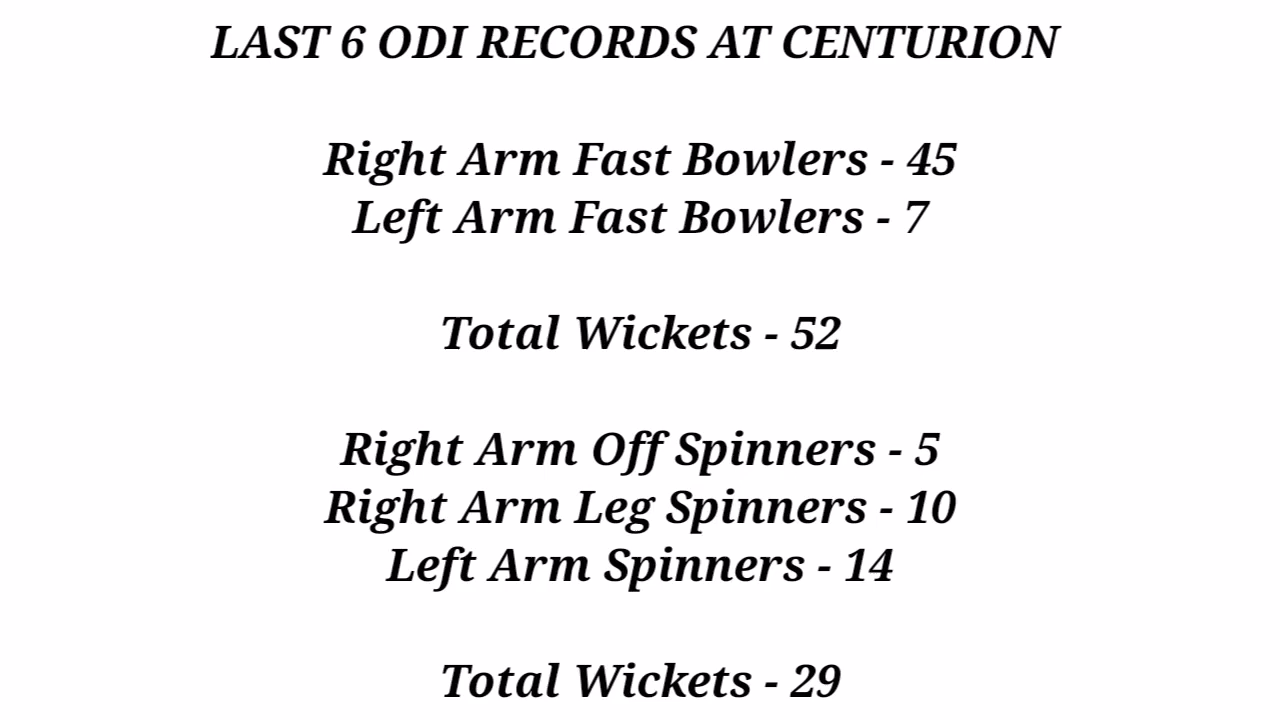 LAST 6 ODI RECORDS AT CENTURION
Right Arm Fast Bowlers - 45
Left Arm Fast Bowlers - 7
Total Wickets - 52
Right Arm Off Spinners - 5
Right Arm Leg Spinners - 10
Left Arm Spinners - 14
Total Wickets - 29